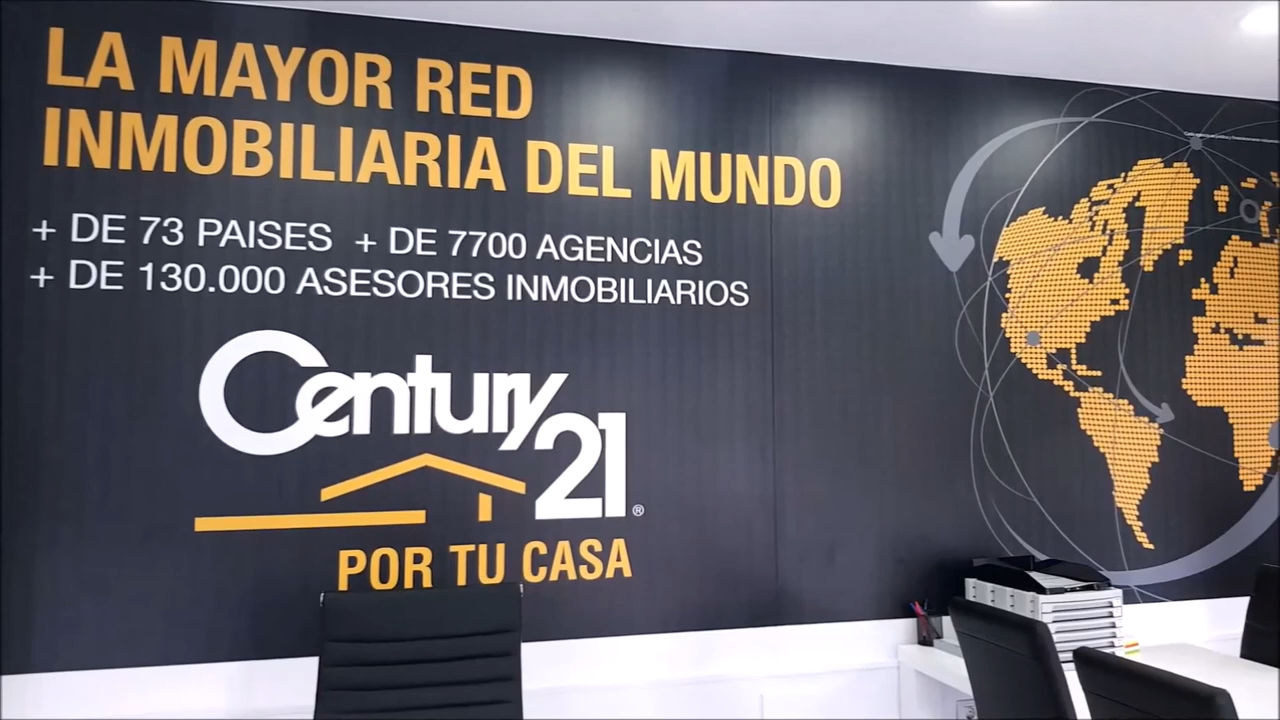 LA MAYOR RED
INMOBILIARIA DEL MUNDO
+ DE 73 PAISES + DE 7700 AGENCIAS
+ DE 130.000 ASESORES INMOBILIARIOS
Century
21®
POR TU CASA